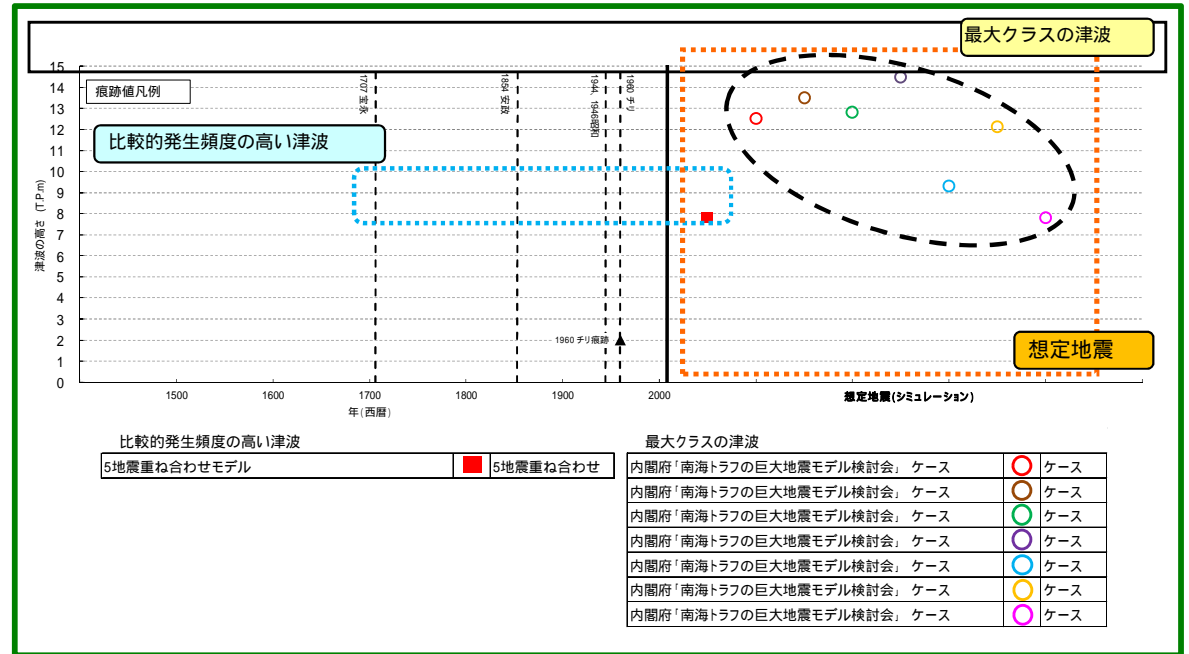 最大クラスの津波
15
14
13
12
11
10
9
8
7
6
5
4
3
2
1
0
津波の高さ (T.P.m)
痕跡値凡例
比較的発生頻度の高い津波
1707 宝永
1854 安政
1944, 1946昭和
1960 チリ
1960 チリ痕跡
想定地震
1500
1600
1700
1800
1900
2000
想定地震(シミュレーション)
年(西暦)
比較的発生頻度の高い津波
5地震重ね合わせモデル 5地震重ね合わせ
最大クラスの津波
内閣府「南海トラフの巨大地震モデル検討会」 ケース ケース
内閣府「南海トラフの巨大地震モデル検討会」 ケース ケース
内閣府「南海トラフの巨大地震モデル検討会」 ケース ケース
内閣府「南海トラフの巨大地震モデル検討会」 ケース ケース
内閣府「南海トラフの巨大地震モデル検討会」 ケース ケース
内閣府「南海トラフの巨大地震モデル検討会」 ケース ケース
内閣府「南海トラフの巨大地震モデル検討会」 ケース ケース